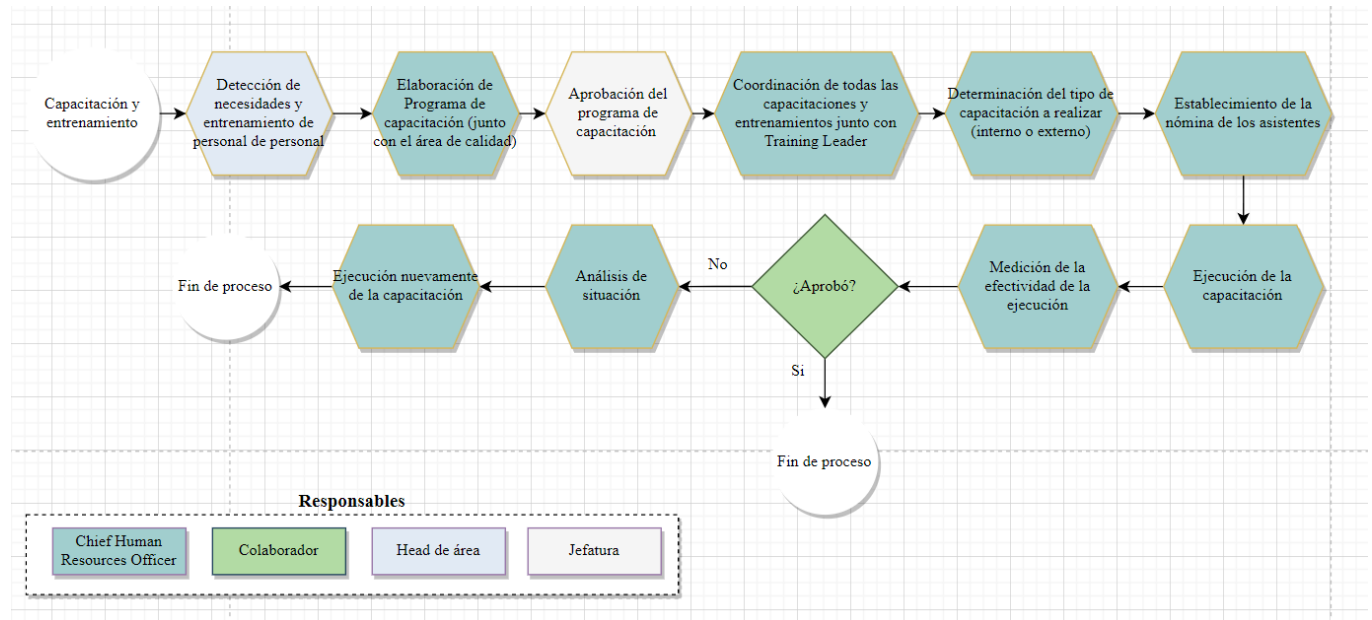 Capacitación y
entrenamiento
Detección de
necesidades y
entrenamiento de
personal de personal
Elaboración de
Programa de
capacitación (junto
con el área de calidad)
Aprobación del
programa de
capacitación
Coordinación de todas las
capacitaciones y
entrenamientos junto con
Training Leader
Determinación del tipo de
capacitación a realizar
(interno o externo)
Establecimiento de la
nómina de los asistentes
Ejecución de la
capacitación
Medición de la
efectividad de la
ejecución
¿Aprobó?
No
Análisis de
situación
Ejecución nuevamente
de la capacitación
Fin de proceso
Si
Fin de proceso
Responsables
Chief Human
Resources Officer
Colaborador
Head de área
Jefatura